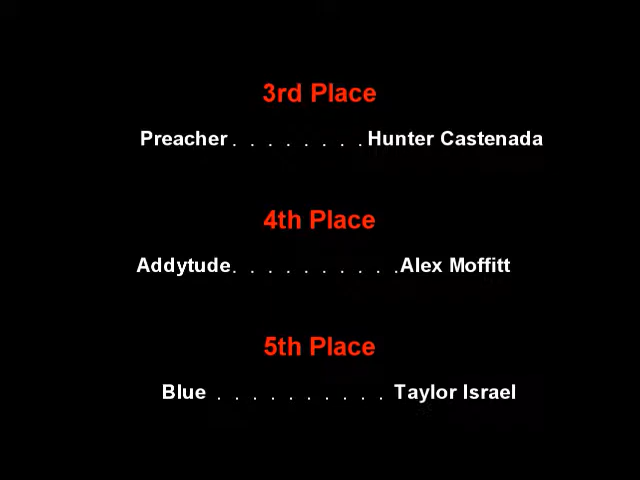 3rd Place
Preacher . . . . . . . . Hunter Castenada
4th Place
Addytude. . . . . . . . . . Alex Moffitt
5th Place
Blue . . . . . . . . . . Taylor Israel